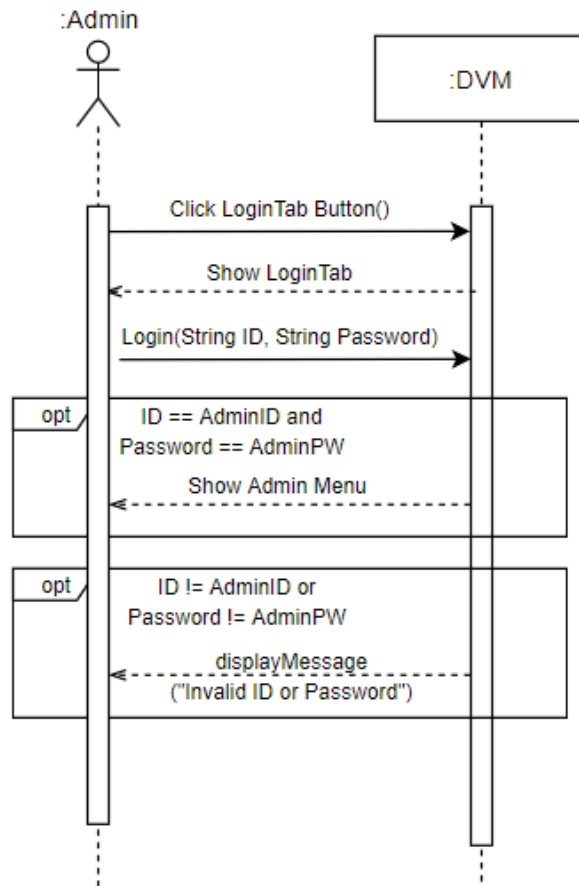 :Admin
:DVM
Click LoginTab Button()
Show LoginTab
Login(String ID, String Password)
opt
ID == AdminID and
Password == AdminPW
Show Admin Menu
opt
ID != AdminID or
Password != AdminPW
displayMessage
("Invalid ID or Password")